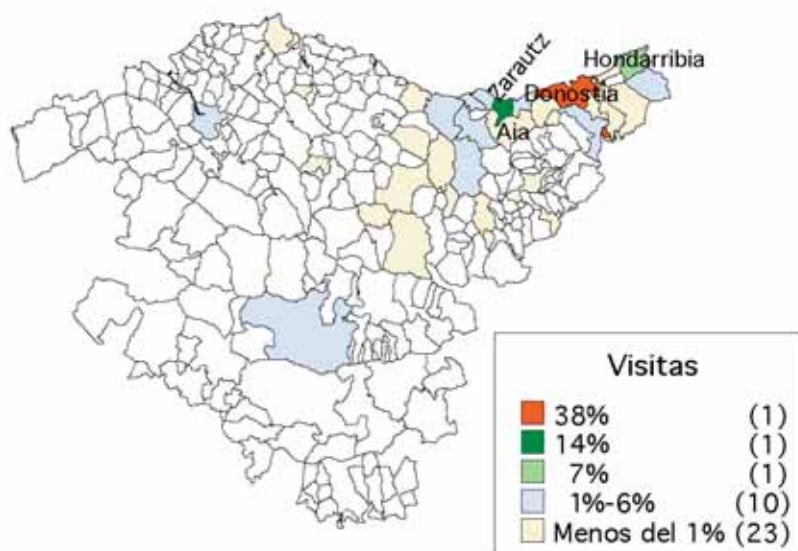 Hondarribia
Zarautz
Donostia
Aia
Visitas
38% (1)
14% (1)
7% (1)
1%-6% (10)
Menos del 1% (23)